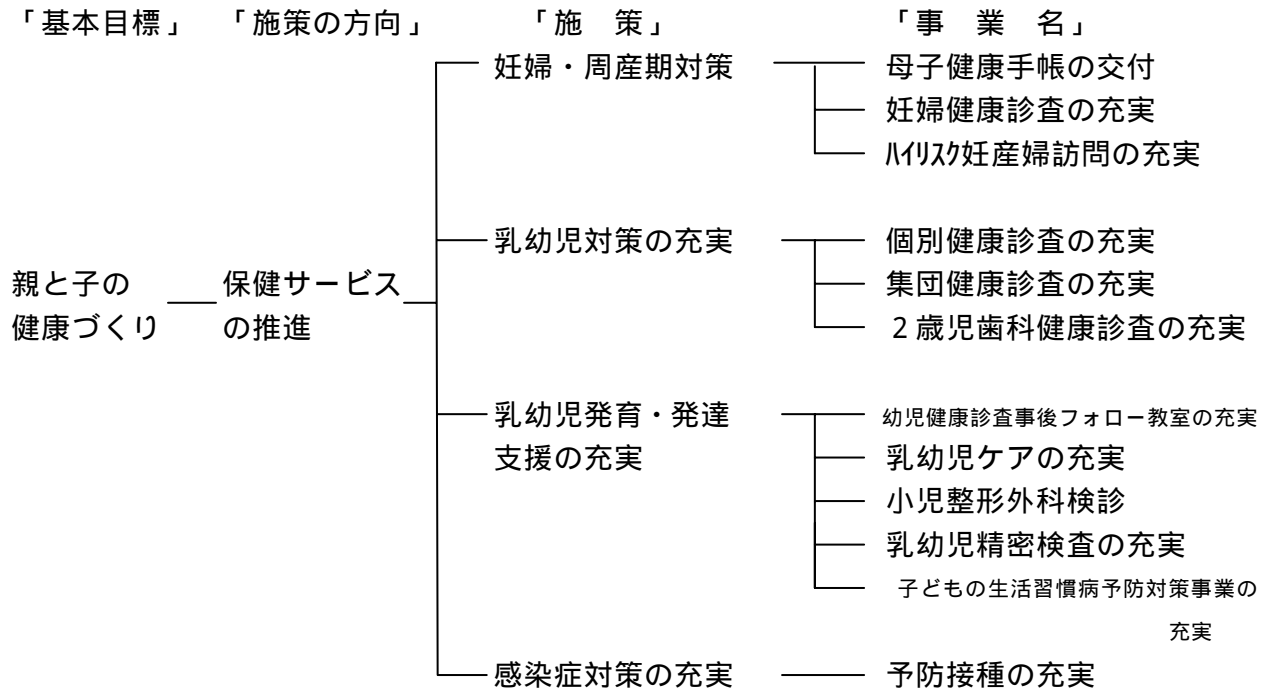 「基本目標」 「施策の方向」 「施　策」 「事　業　名」
妊婦・周産期対策 母子健康手帳の交付
妊婦健康診査の充実
ﾊｲﾘｽｸ妊産婦訪問の充実
乳幼児対策の充実 個別健康診査の充実
親と子の 保健サービス 集団健康診査の充実
健康づくり の推進 ２歳児歯科健康診査の充実
乳幼児発育・発達 幼児健康診査事後フォロー教室の充実
支援の充実 乳幼児ケアの充実
小児整形外科検診
乳幼児精密検査の充実
子どもの生活習慣病予防対策事業の
充実
感染症対策の充実 予防接種の充実